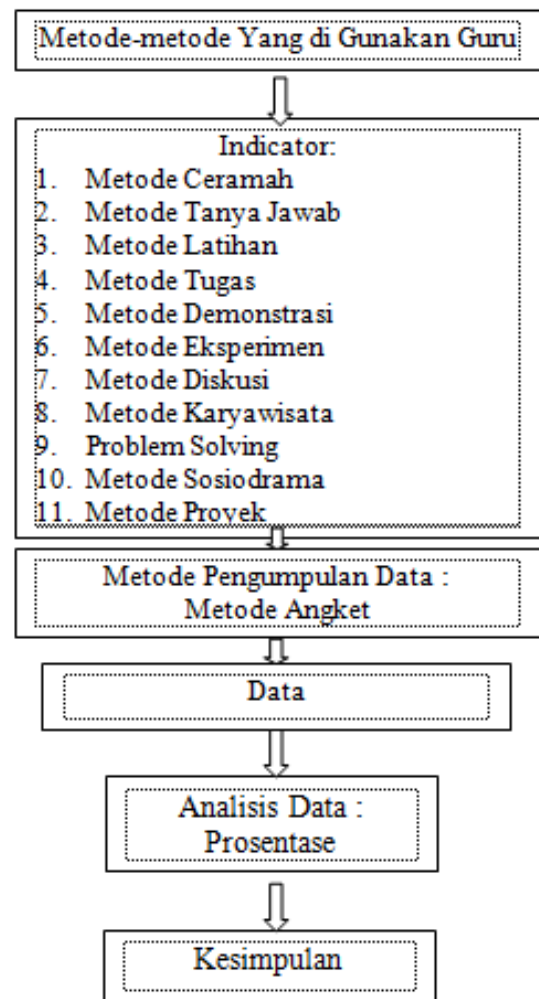 Metode-metode Yang di Gunakan Guru
Indicator:
1. Metode Ceramah
2. Metode Tanya Jawab
3. Metode Latihan
4. Metode Tugas
5. Metode Demonstrasi
6. Metode Eksperimen
7. Metode Diskusi
8. Metode Karyawisata
9. Problem Solving
10. Metode Sosiodrama
11. Metode Proyek
Metode Pengumpulan Data :
Metode Angket
Data
Analisis Data :
Prosentase
Kesimpulan